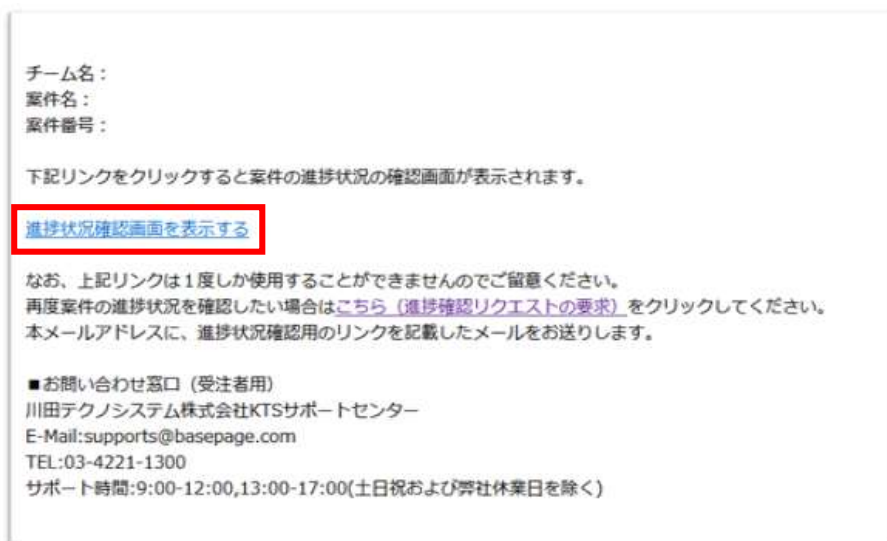 チーム名：
案件名：
案件番号：
下記リンクをクリックすると案件の進捗状況の確認画面が表示されます。
進捗状況確認画面を表示する
なお、上記リンクは１度しか使用することができませんのでご留意ください。
再度案件の進捗状況を確認したい場合はこちら（進捗確認リクエストの要求）をクリックしてください。
本メールアドレスに、進捗状況確認用のリンクを記載したメールをお送りします。
■お問い合わせ窓口（受注者用）
川田テクノシステム株式会社KTSサポートセンター
E-Mail:supports@basepage.com
TEL:03-4221-1300
サポート時間:9:00-12:00,13:00-17:00(土日祝および弊社休業日を除く)